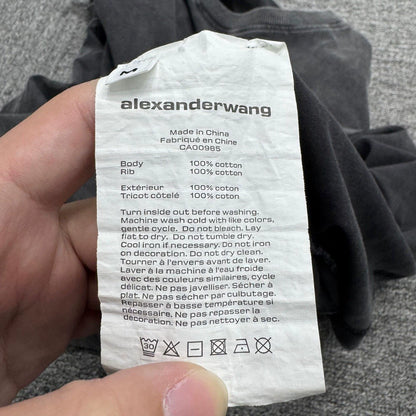 M
alexanderwang
Made in China
Fabriqué en Chine
CA00985
Body 100% cotton
Rib 100% cotton
Extérieur 100% coton
Tricot côtelé 100% coton
Turn inside out before washing.
Machine wash cold with like colors,
gentle cycle. Do not bleach. Lay
flat to dry. Do not tumble dry.
Cool iron if necessary. Do not iron
on decoration. Do not dry clean.
Tourner à l'envers avant de laver.
Laver à la machine à l'eau froide
avec des couleurs similaires, cycle
délicat. Ne pas javelliser. Sécher à
plat. Ne pas sécher par culbutage.
Repasser à basse température si
nécessaire. Ne pas repasser la
décoration. Ne pas nettoyer à sec.
30